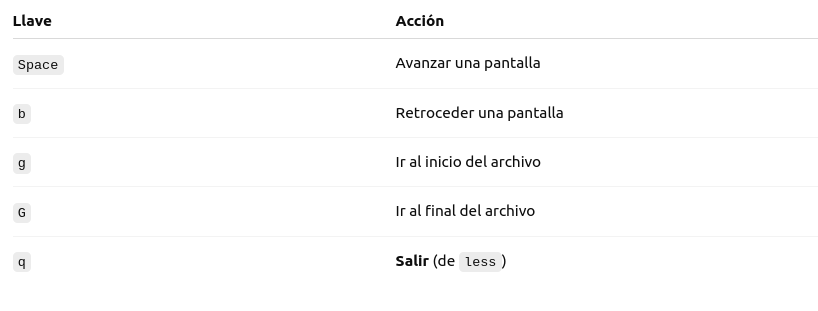 Llave Acción
Space Avanzar una pantalla
b Retroceder una pantalla
g Ir al inicio del archivo
G Ir al final del archivo
q Salir (de less)